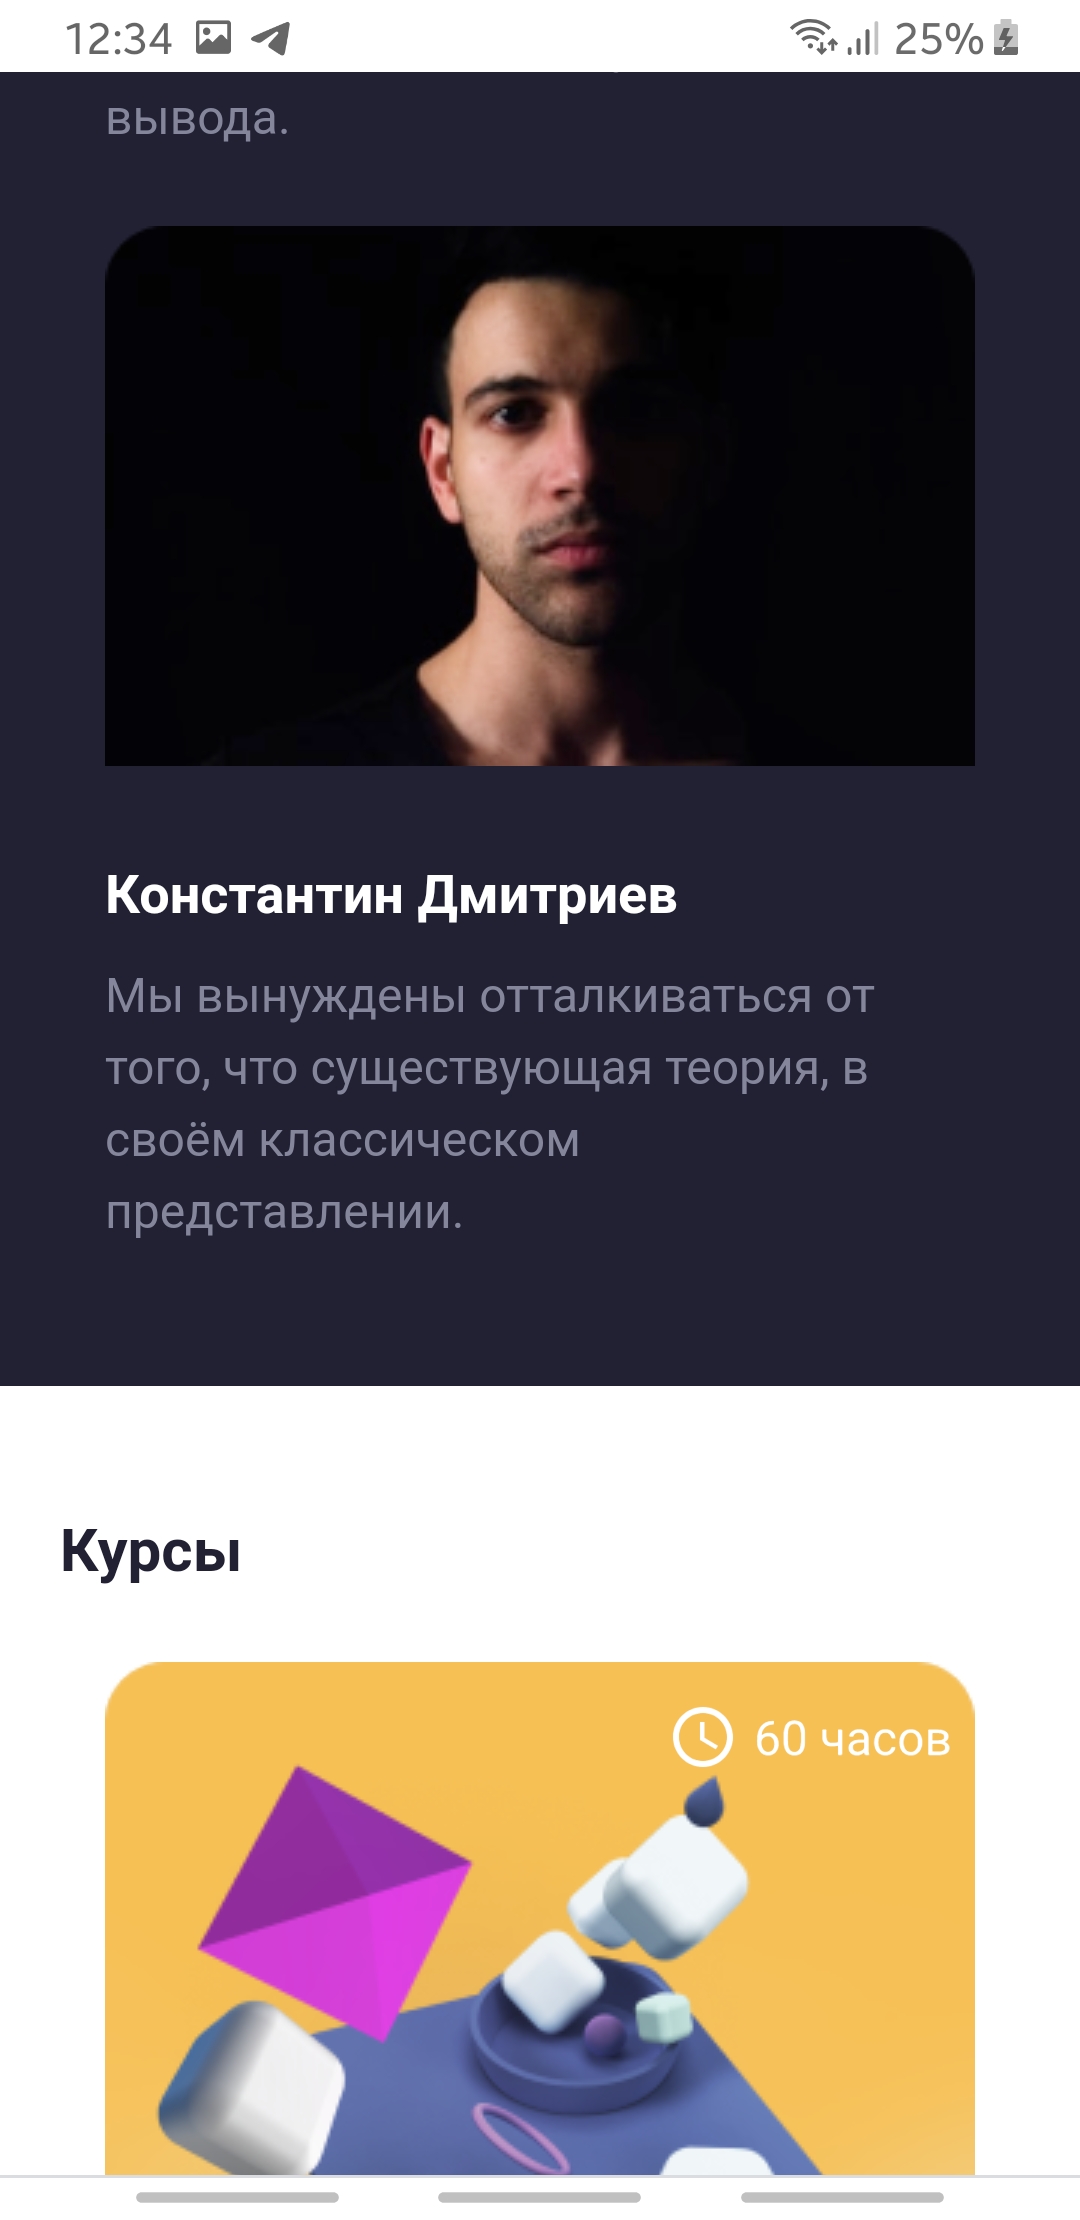 12:34
25%
вывода.
Константин Дмитриев
Мы вынуждены отталкиваться от
того, что существующая теория, в
своём классическом
представлении.
Курсы
60 часов